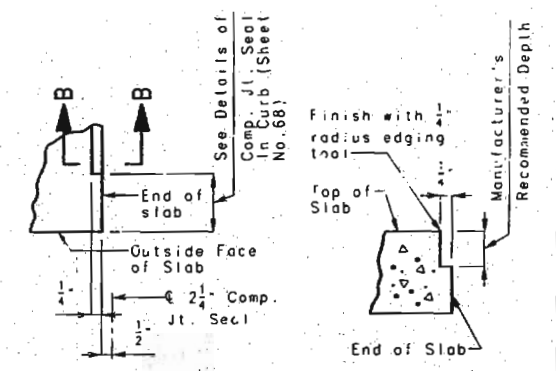 B
B
See Details of
Comp. Jt. Seal
In Curb (Sheet
No.68)
End of
slab
Outside Face
of Slab
1/4"
℄ 2 1/4" Comp.
Jt. Seal
1/2"
Finish with 1/4"
radius edging
tool
1/4"
Top of
Slab
Manufacturer's
Recommended Depth
End of Slab